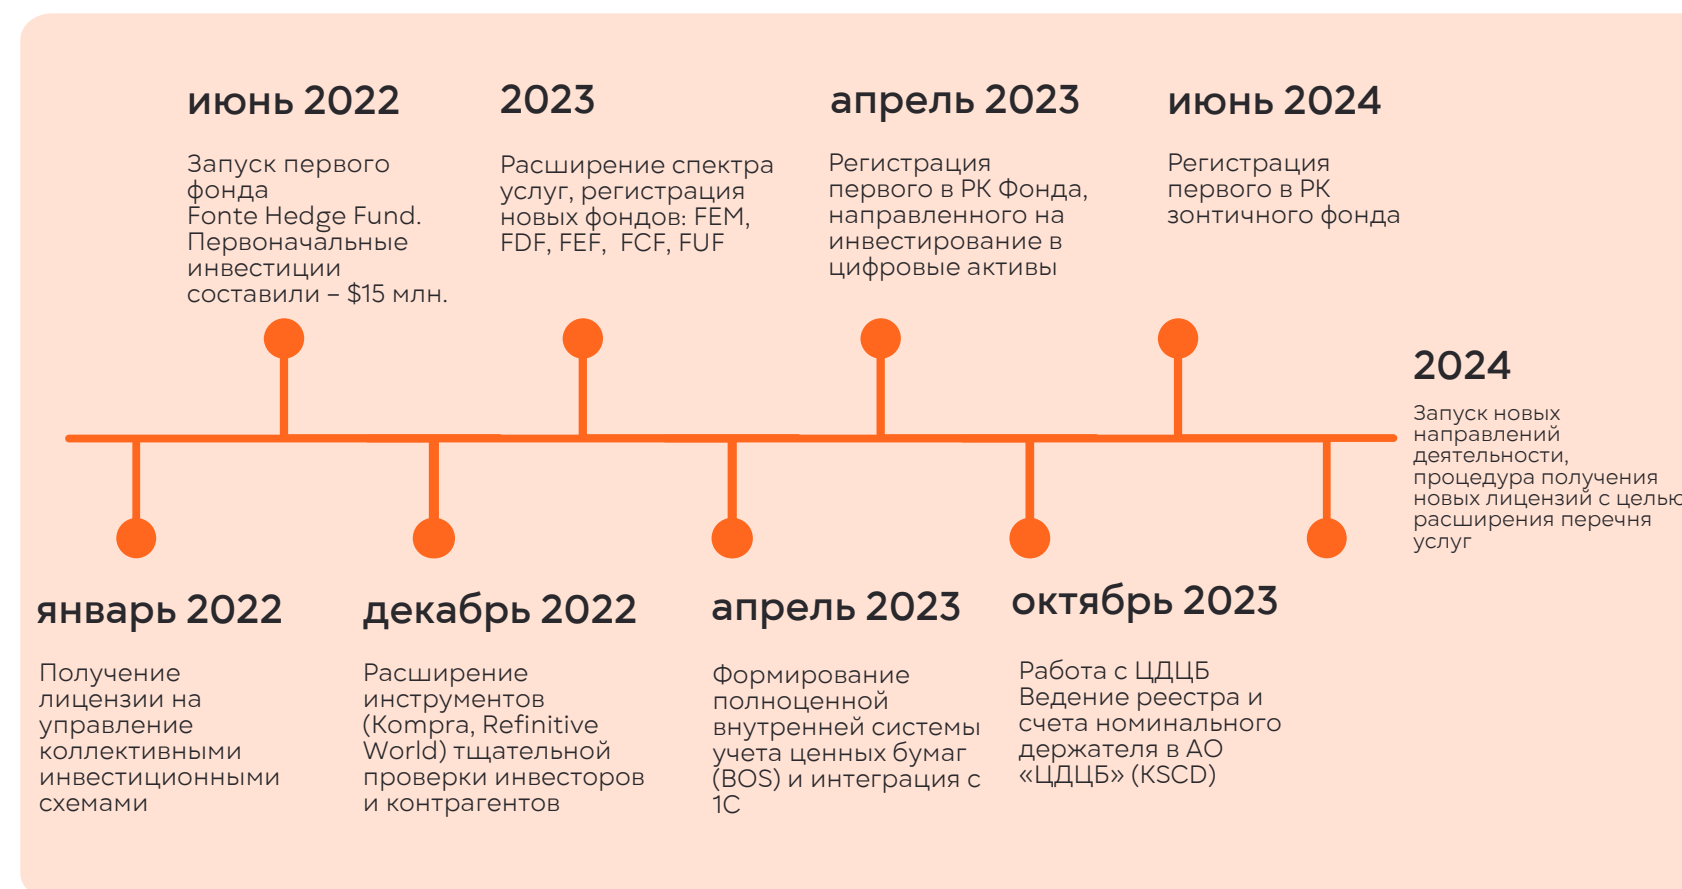 июнь 2022
Запуск первого
фонда
Fonte Hedge Fund.
Первоначальные
инвестиции
составили – $15 млн.
2023
Расширение спектра
услуг, регистрация
новых фондов: FEM,
FDF, FEF, FCF, FUF
апрель 2023
Регистрация
первого в РК Фонда,
направленного на
инвестирование в
цифровые активы
июнь 2024
Регистрация
первого в РК
зонтичного фонда
2024
Запуск новых
направлений
деятельности,
процедура получения
новых лицензий с целью
расширения перечня
услуг
январь 2022
Получение
лицензии на
управление
коллективными
инвестиционными
схемами
декабрь 2022
Расширение
инструментов
(Kompra, Refinitive
World) тщательной
проверки инвесторов
и контрагентов
апрель 2023
Формирование
полноценной
внутренней системы
учета ценных бумаг
(BOS) и интеграция с
1С
октябрь 2023
Работа с ЦДЦБ
Ведение реестра и
счета номинального
держателя в АО
«ЦДЦБ» (KSCD)